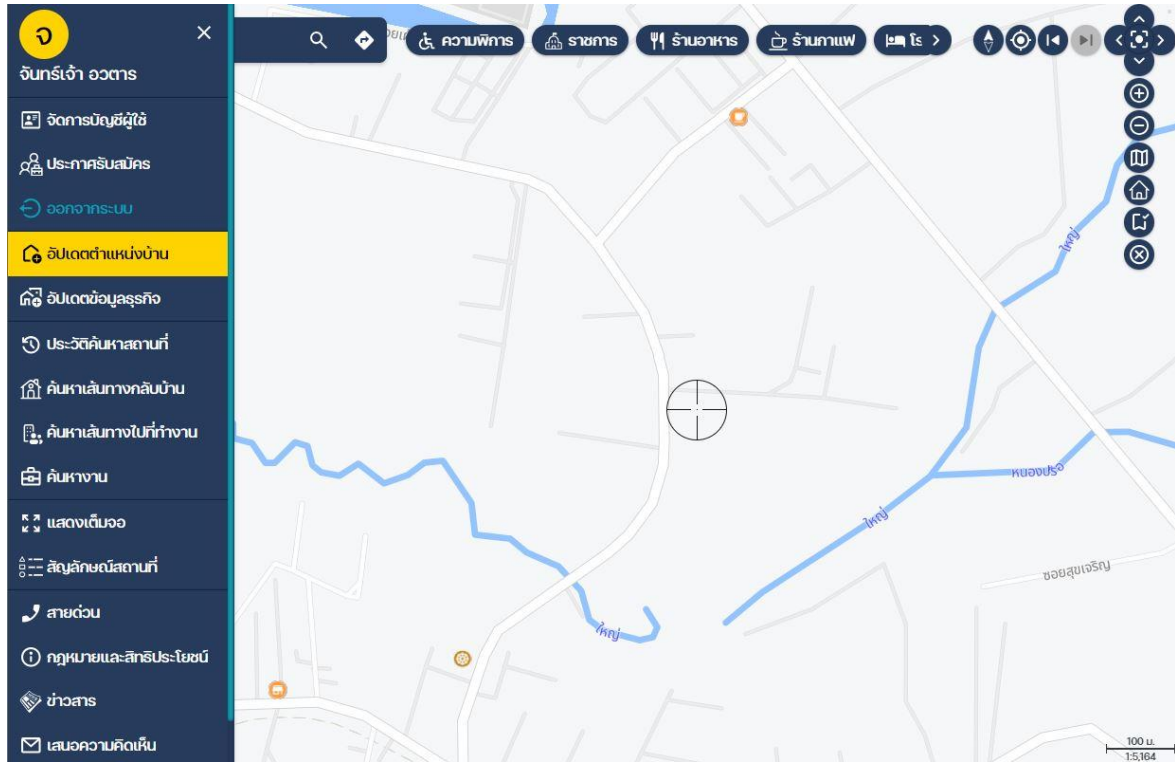 จ
จันทร์เจ้า อวตาร
จัดการบัญชีผู้ใช้
ประกาศรับสมัคร
ออกจากระบบ
อัปเดตตำแหน่งบ้าน
อัปเดตข้อมูลธุรกิจ
ประวัติค้นหาสถานที่
ค้นหาเส้นทางกลับบ้าน
ค้นหาเส้นทางไปที่ทำงาน
ค้นหางาน
แสดงเต็มจอ
สัญลักษณ์สถานที่
สายด่วน
กฎหมายและสิทธิประโยชน์
ข่าวสาร
เสนอความคิดเห็น
ความพิการ
ราชการ
ร้านอาหาร
ร้านกาแฟ
ใหญ่
หนองปรือ
ใหญ่
ซอยสุขเจริญ
ใหญ่
100 ม.
1:5,164